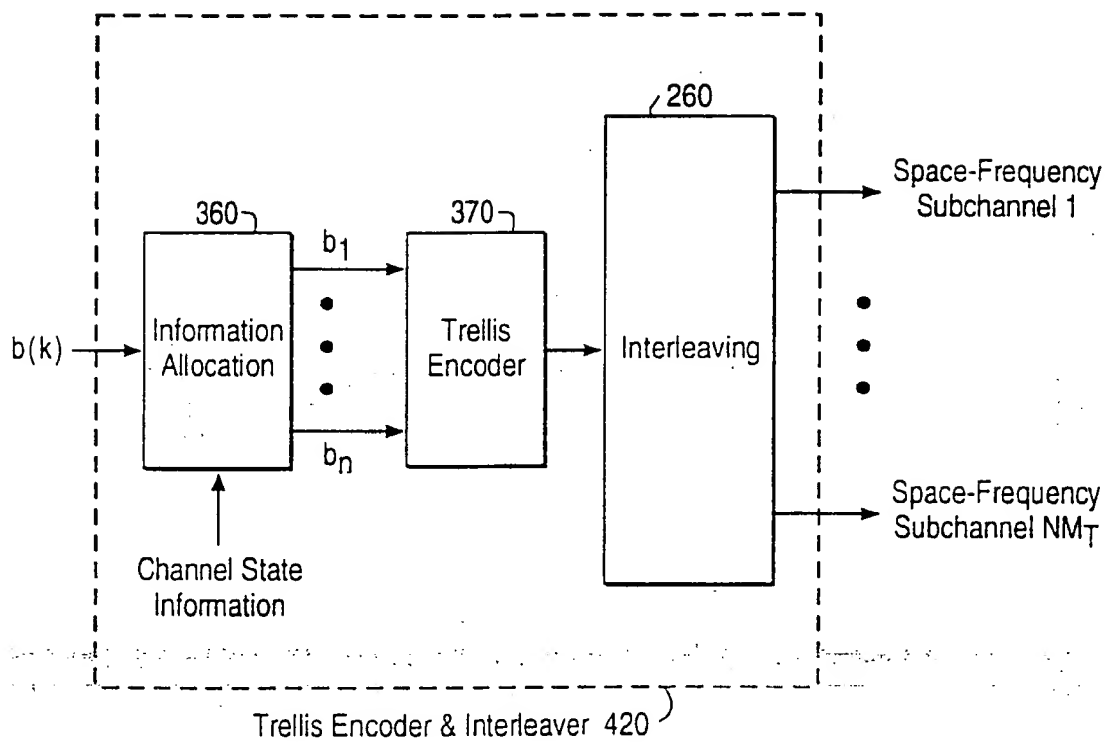 260
Space-Frequency
Subchannel 1
360
370
b1
b(k)
Information
Allocation
Trellis
Encoder
Interleaving
bn
Space-Frequency
Subchannel NMT
Channel State
Information
Trellis Encoder & Interleaver 420